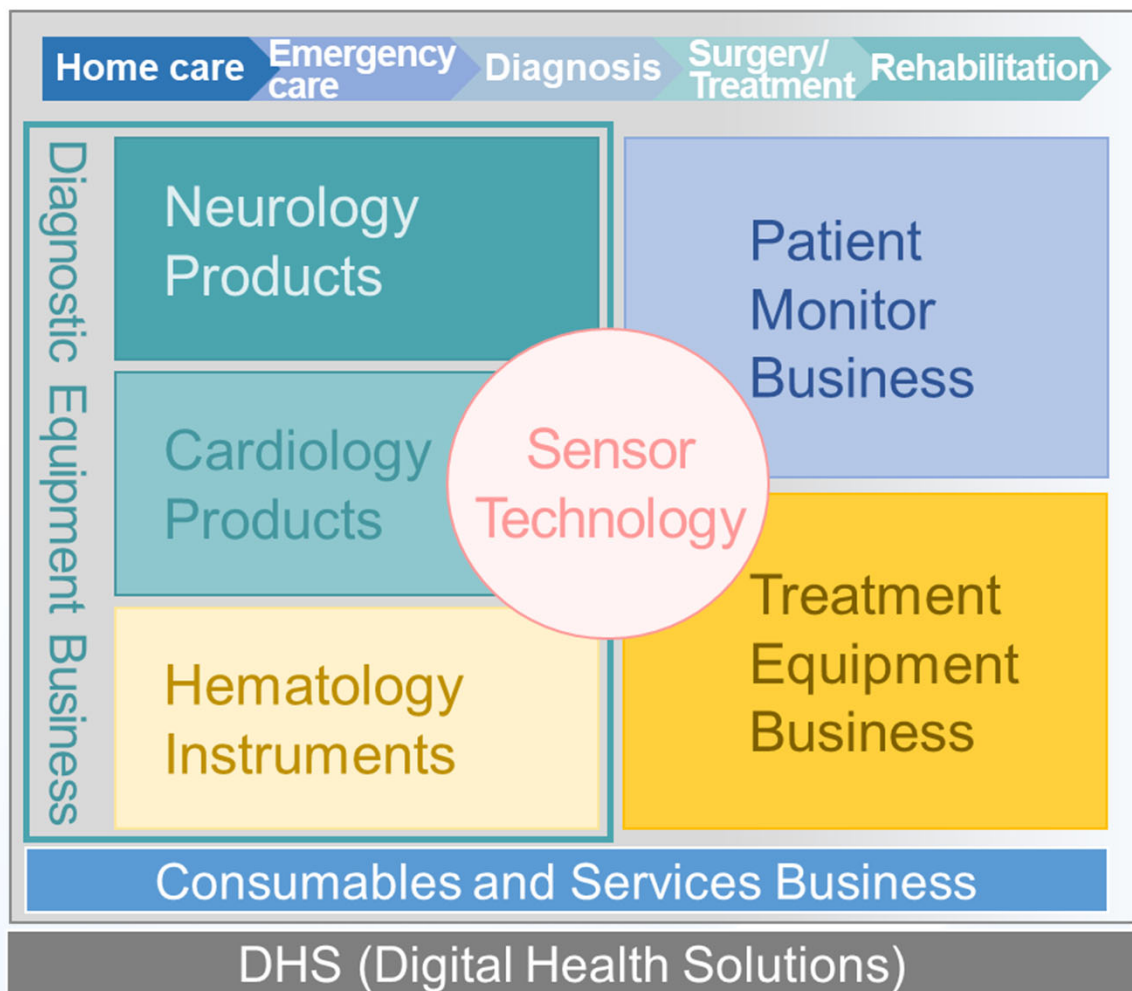 Home care
Emergency
care
Diagnosis
Surgery/
Treatment
Rehabilitation
Diagnostic Equipment Business
Neurology
Products
Cardiology
Products
Hematology
Instruments
Sensor
Technology
Patient
Monitor
Business
Treatment
Equipment
Business
Consumables and Services Business
DHS (Digital Health Solutions)